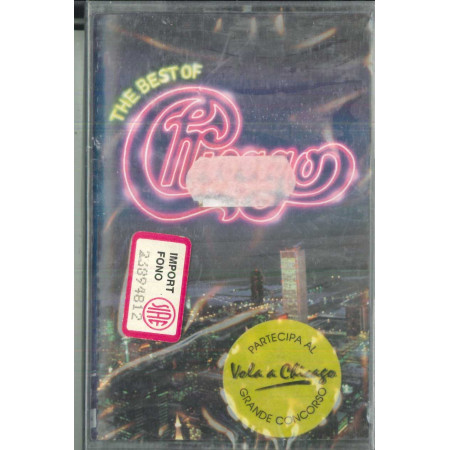 THE BEST OF
Chicago
IMPORT
FONO
23894812
SIAE
PARTECIPA AL
Vola a Chicago
GRANDE CONCORSO